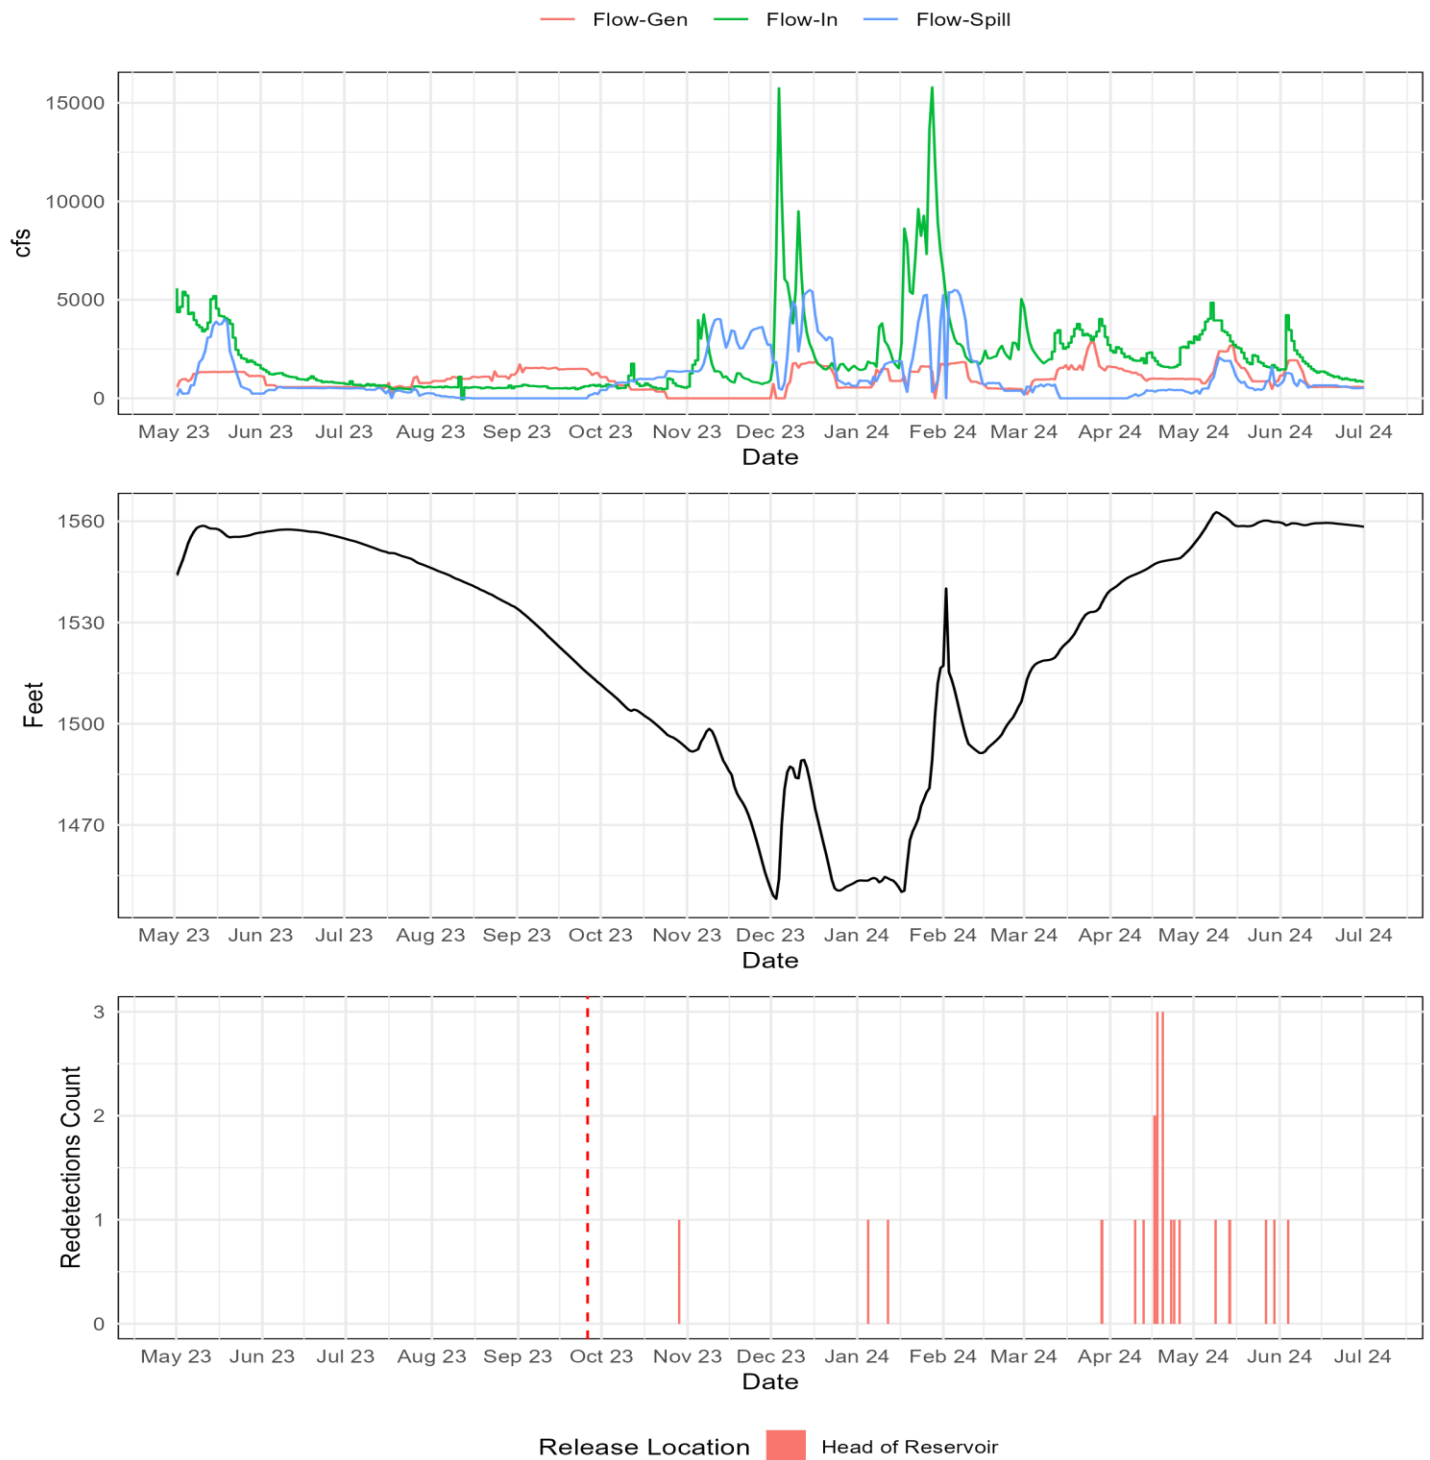 Flow-Gen Flow-In Flow-Spill
15000
10000
5000
0
cfs
May 23 Jun 23 Jul 23 Aug 23 Sep 23 Oct 23 Nov 23 Dec 23 Jan 24 Feb 24 Mar 24 Apr 24 May 24 Jun 24 Jul 24
Date
1560
1530
1500
1470
Feet
May 23 Jun 23 Jul 23 Aug 23 Sep 23 Oct 23 Nov 23 Dec 23 Jan 24 Feb 24 Mar 24 Apr 24 May 24 Jun 24 Jul 24
Date
3
2
1
0
Redetections Count
May 23 Jun 23 Jul 23 Aug 23 Sep 23 Oct 23 Nov 23 Dec 23 Jan 24 Feb 24 Mar 24 Apr 24 May 24 Jun 24 Jul 24
Date
Release Location Head of Reservoir